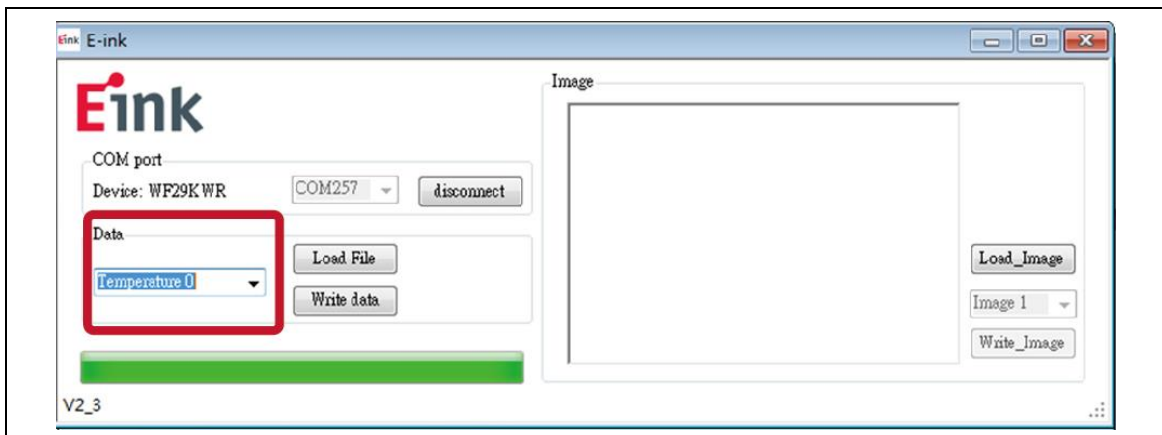 Eink E-ink
Eink
COM port
Device: WF29KWR COM257 disconnect
Data
Temperature 0
Load File
Write data
V2_3
Image
Load_Image
Image 1
Write_Image